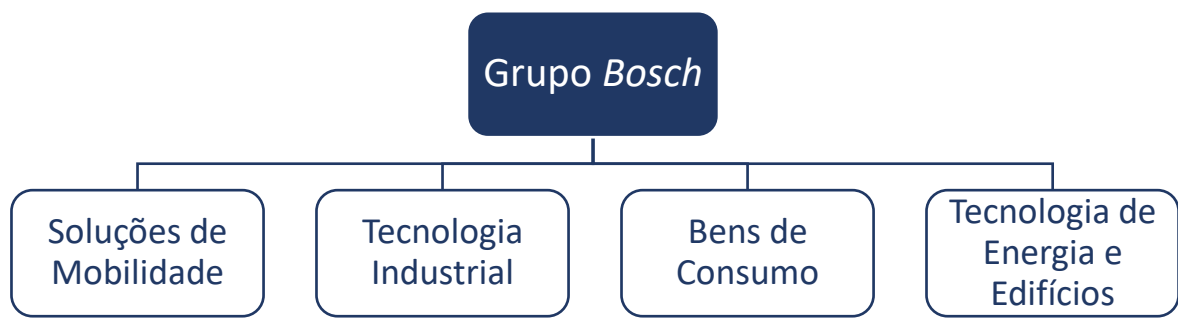 Grupo Bosch
Soluções de
Mobilidade
Tecnologia
Industrial
Bens de
Consumo
Tecnologia de
Energia e
Edifícios